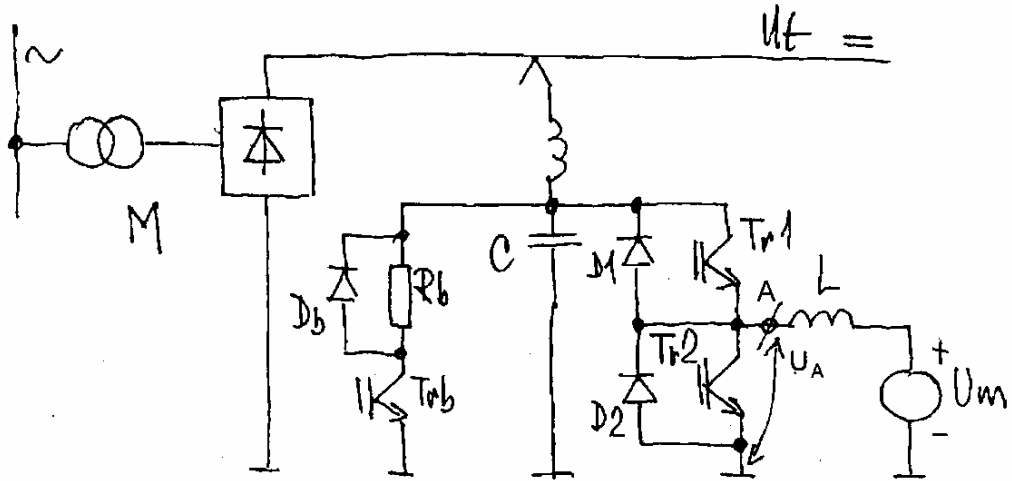 Ut =
~
M
C
D1
Tr1
A
L
Db
Rb
Trb
Tr2
UA
D2
+
Um
-